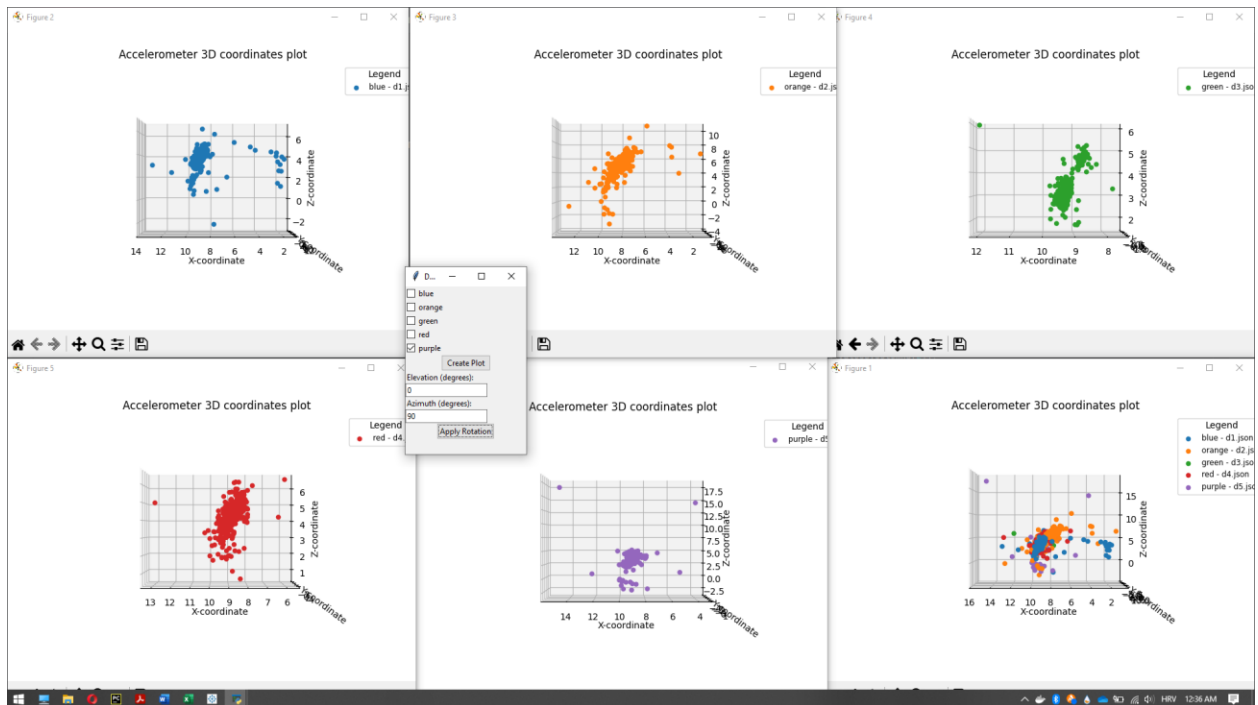 Figure 2
Accelerometer 3D coordinates plot
Legend
blue - d1.j
6
4
2
0
−2
Z-coordinate
14 12 10 8 6 4 2
X-coordinate
Figure 3
Accelerometer 3D coordinates plot
Legend
orange - d2.js
10
8
6
4
2
0
−2
−4
Z-coordinate
12 10 8 6 4 2
X-coordinate
Figure 4
Accelerometer 3D coordinates plot
Legend
green - d3.jso
6
5
4
3
2
Z-coordinate
12 11 10 9 8
X-coordinate
D...
blue
orange
green
red
purple
Create Plot
Elevation (degrees):
0
Azimuth (degrees):
90
Apply Rotation
Figure 5
Accelerometer 3D coordinates plot
Legend
red - d4.
6
5
4
3
2
1
Z-coordinate
13 12 11 10 9 8 7 6
X-coordinate
Accelerometer 3D coordinates plot
Legend
purple - d5
17.5
15.0
12.5
10.0
7.5
5.0
2.5
0.0
−2.5
Z-coordinate
14 12 10 8 6 4
X-coordinate
Figure 1
Accelerometer 3D coordinates plot
Legend
blue - d1.json
orange - d2.jso
green - d3.json
red - d4.json
purple - d5.jso
15
10
5
0
Z-coordinate
16 14 12 10 8 6 4 2
X-coordinate
HRV 12:36 AM